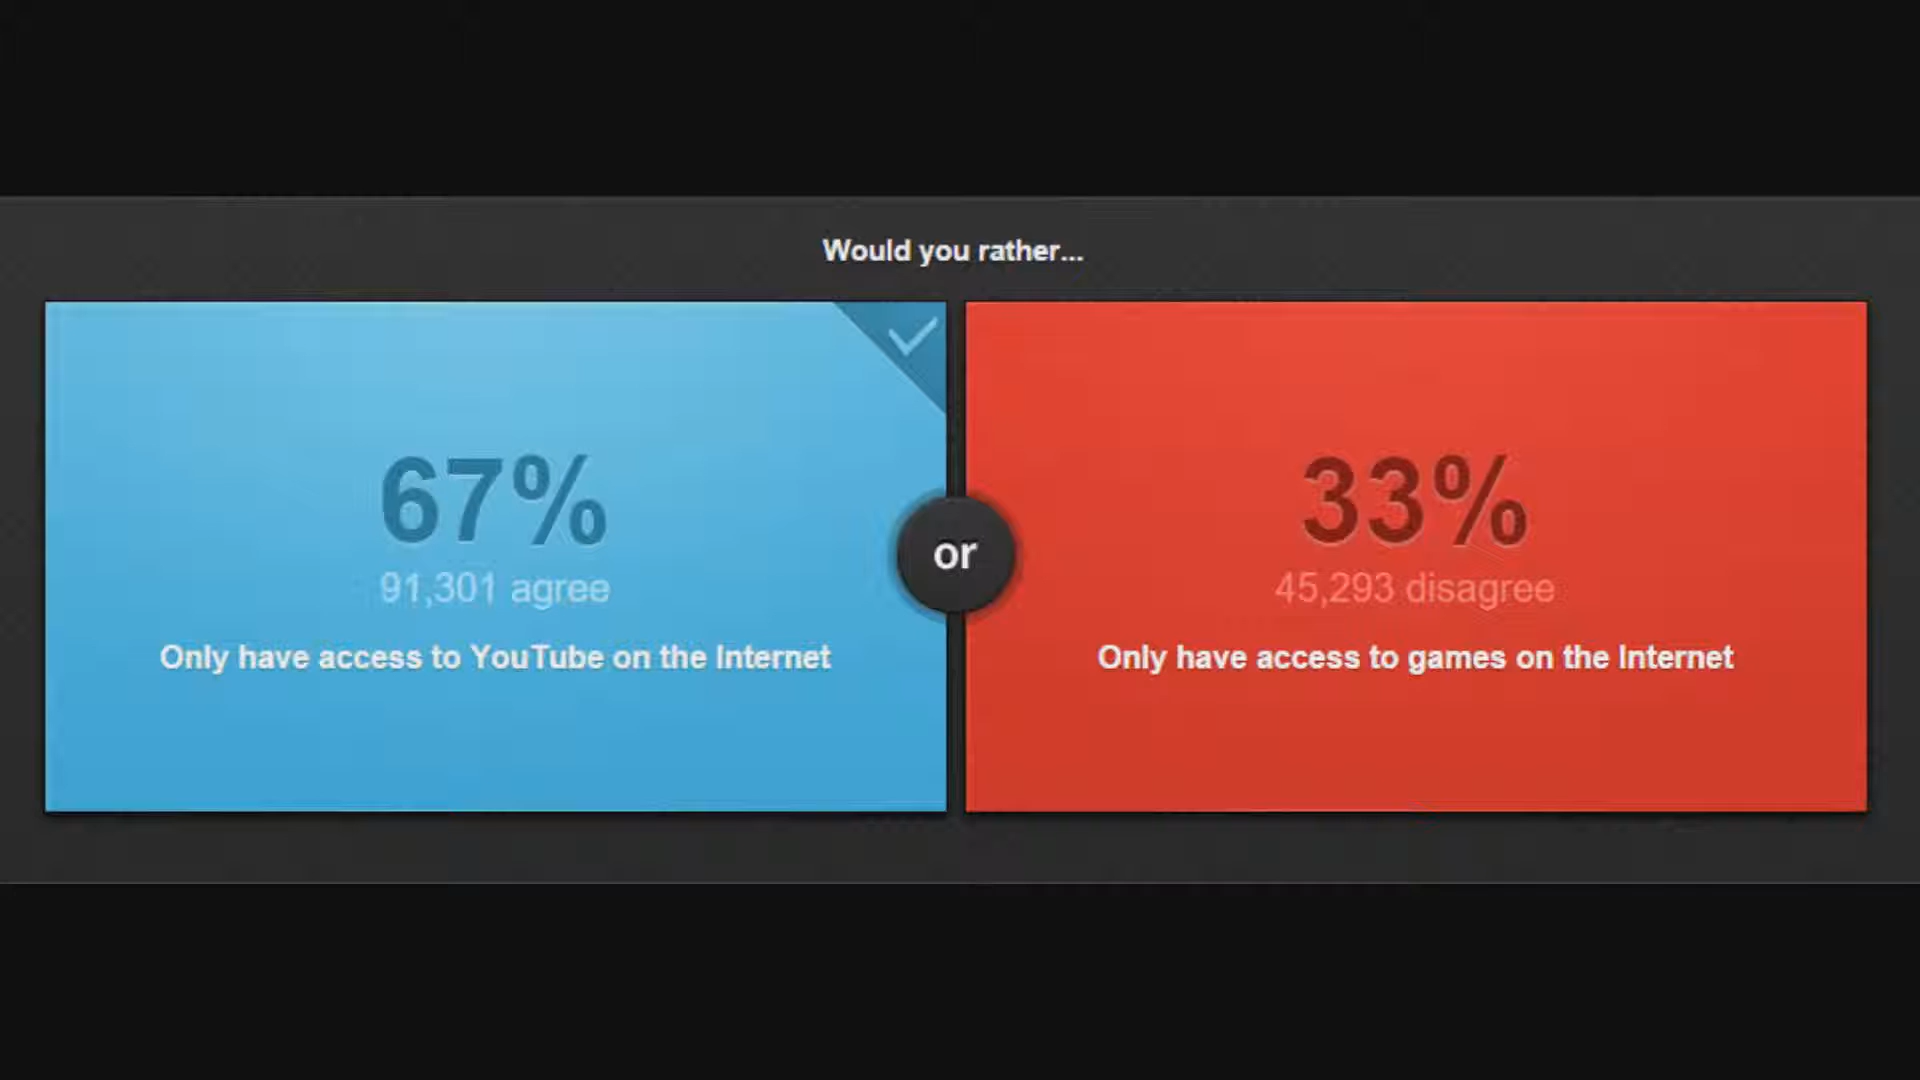 Would you rather...
67%
91,301 agree
Only have access to YouTube on the Internet
or
33%
45,293 disagree
Only have access to games on the Internet